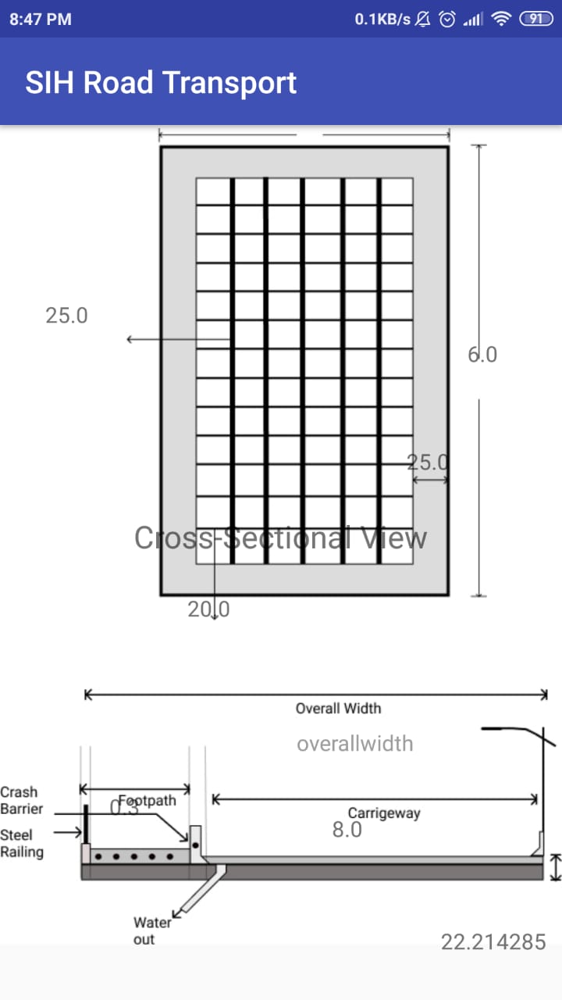 8:47 PM 0.1KB/s 91
SIH Road Transport
25.0
6.0
25.0
Cross-Sectional View
20.0
Overall Width
overallwidth
Crash
Barrier
Footpath
0.3
Carrigeway
8.0
Steel
Railing
Water
out
22.214285